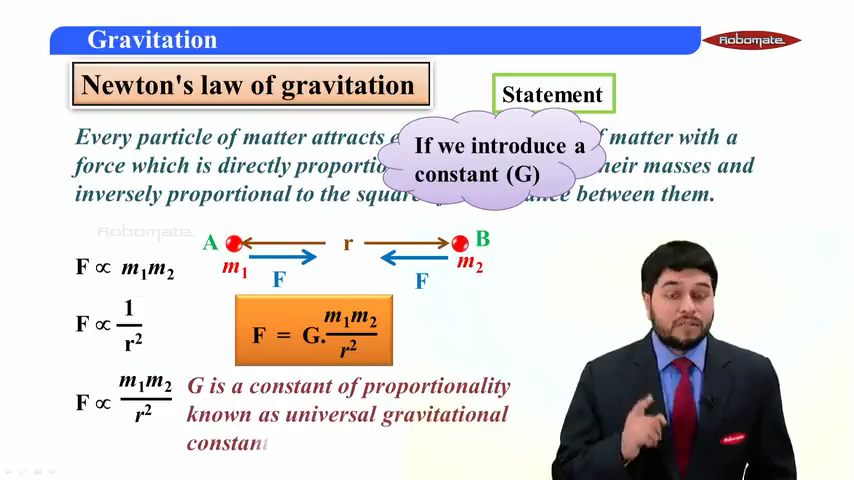 Gravitation
Robomate
Newton's law of gravitation
Statement
Every particle of matter attracts e f matter with a
If we introduce a
force which is directly proportio heir masses and
constant (G)
inversely proportional to the square between them.
Robomate
A r B
m₁ F F m₂
F ∝ m₁m₂
F ∝ 1/r²
F = G. m₁m₂/r²
F ∝ m₁m₂/r²
G is a constant of proportionality
known as universal gravitational
constant
Robomate